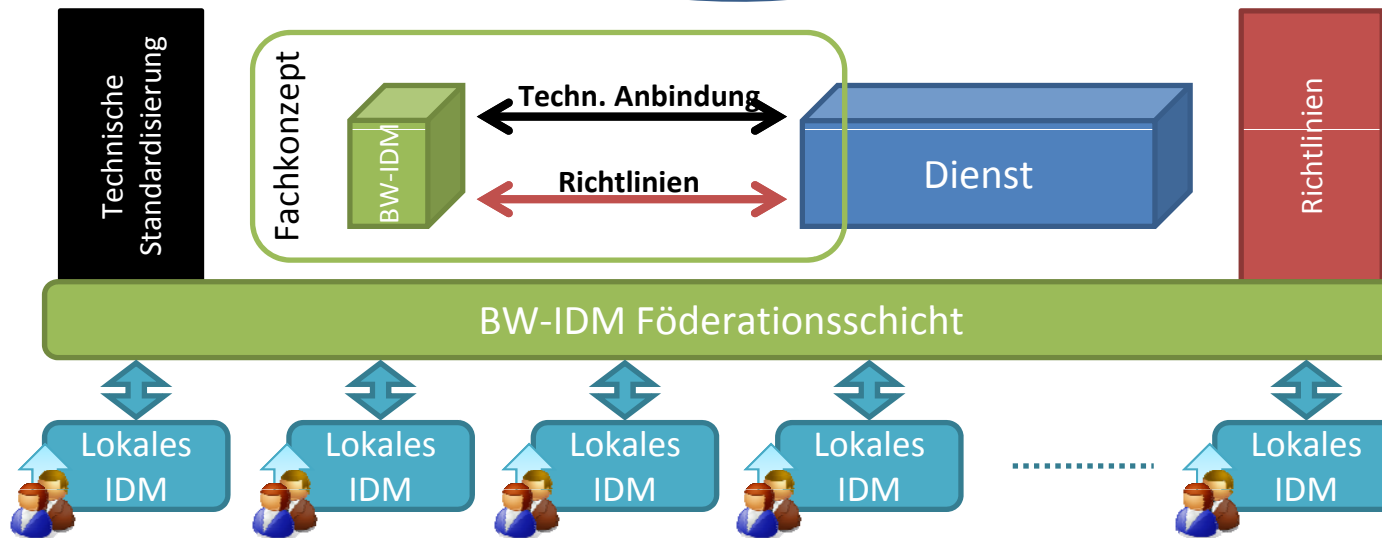 Technische
Standardisierung
Fachkonzept
BW-IDM
Techn. Anbindung
Richtlinien
Dienst
Richtlinien
BW-IDM Föderationsschicht
Lokales
IDM
Lokales
IDM
Lokales
IDM
Lokales
IDM
Lokales
IDM